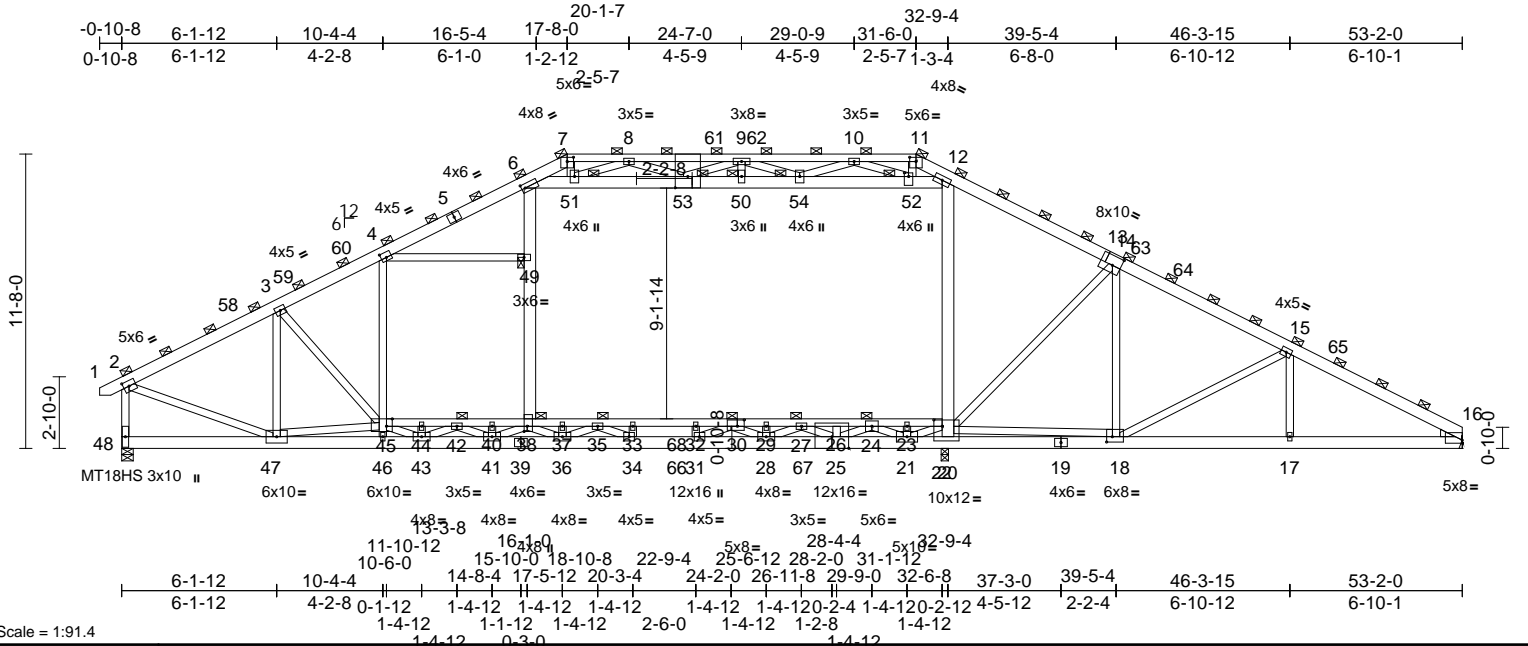 20-1-7
32-9-4
-0-10-8 6-1-12 10-4-4 16-5-4 17-8-0 24-7-0 29-0-9 31-6-0 39-5-4 46-3-15 53-2-0
0-10-8 6-1-12 4-2-8 6-1-0 1-2-12 4-5-9 4-5-9 2-5-7 1-3-4 6-8-0 6-10-12 6-10-1
2-5-7
5x6=
4x8=
4x8= 3x5= 3x8= 3x5= 5x6=
7 8 61 9 62 10 11
6 12
2-2-8
4x6=
5
12
6
4x5=
51 53 50 54 52
4x6 II 3x6 II 4x6 II 4x6 II
8x10=
4
60
4x5=
13
14
63
59
3
49
3x6=
64
58
9-1-14
11-8-0
4x5=
15
5x6=
65
2
1
2-10-0
16
0-10-8
0-10-0
48 45 44 42 40 38 37 35 33 68 32 30 29 27 26 24 23
47 46 43 41 39 36 34 66 31 28 67 25 21 22 20 19 18 17
MT18HS 3x10 II
6x10= 6x10= 3x5= 4x6= 3x5= 12x16 II 4x8= 12x16= 10x12= 4x6= 6x8= 5x8=
4x8= 4x8= 4x8= 4x5= 4x5= 3x5= 5x6=
13-3-8
4x8 II 5x8= 5x10=
11-10-12 16-1-0 28-4-4 32-9-4
10-6-0 15-10-0 18-10-8 22-9-4 25-6-12 28-2-0 31-1-12
6-1-12 10-4-4 14-8-4 17-5-12 20-3-4 24-2-0 26-11-8 29-9-0 32-6-8 37-3-0 39-5-4 46-3-15 53-2-0
6-1-12 4-2-8 0-1-12 1-4-12 1-4-12 1-4-12 1-4-12 1-4-12 0-2-4 1-4-12 0-2-12 4-5-12 2-2-4 6-10-12 6-10-1
1-4-12 1-1-12 1-4-12 2-6-0 1-4-12 1-2-8 1-4-12
1-4-12 0-3-0 1-4-12
Scale = 1:91.4